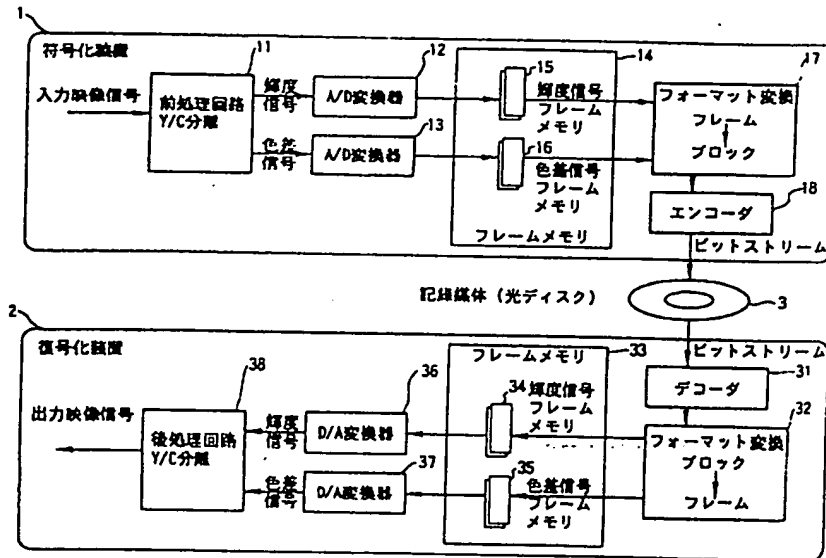 1
符号化装置
入力映像信号
11
前処理回路
Y/C分離
輝度
信号
色差
信号
12
A/D変換器
13
A/D変換器
14
15
輝度信号
フレーム
メモリ
16
色差信号
フレーム
メモリ
フレームメモリ
17
フォーマット変換
フレーム
ブロック
18
エンコーダ
ビットストリーム
記録媒体（光ディスク）
3
2
復号化装置
ビットストリーム
31
デコーダ
32
フォーマット変換
ブロック
フレーム
フレームメモリ
33
34
輝度信号
フレーム
メモリ
35
色差信号
フレーム
メモリ
36
D/A変換器
37
D/A変換器
輝度
信号
色差
信号
38
後処理回路
Y/C分離
出力映像信号